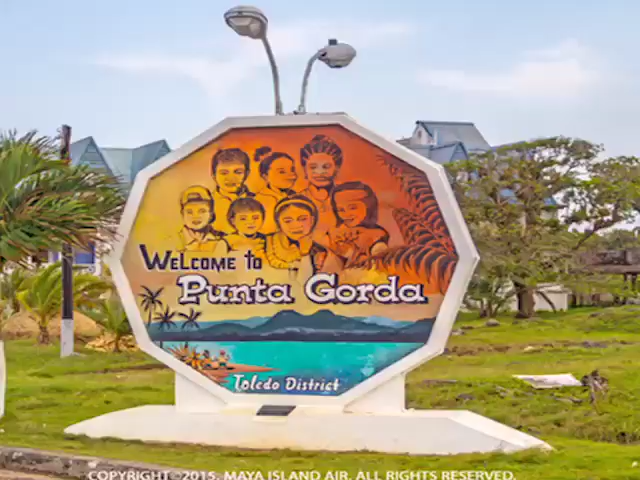 Welcome to
Punta Gorda
Toledo District
COPYRIGHT ©2015. MAYA ISLAND AIR. ALL RIGHTS RESERVED.